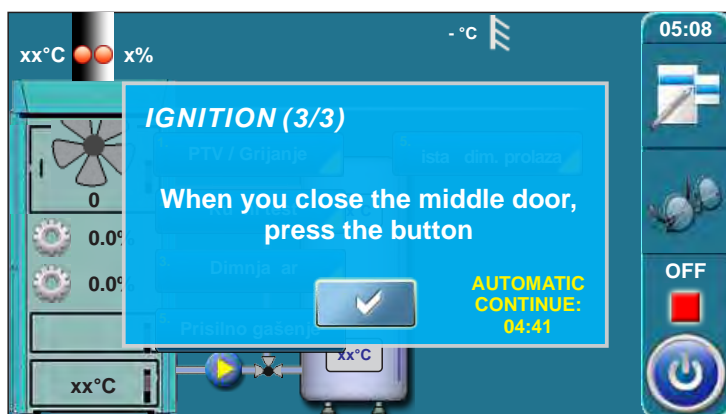 - °C
05:08
xx°C
x%
IGNITION (3/3)
PTV / Grijanje
ista dim. prolaza
When you close the middle door,
press the button
0
0.0%
0.0%
Dimnja ar
AUTOMATIC
CONTINUE:
04:41
OFF
Prisilno gašenje
xx°C
xx°C